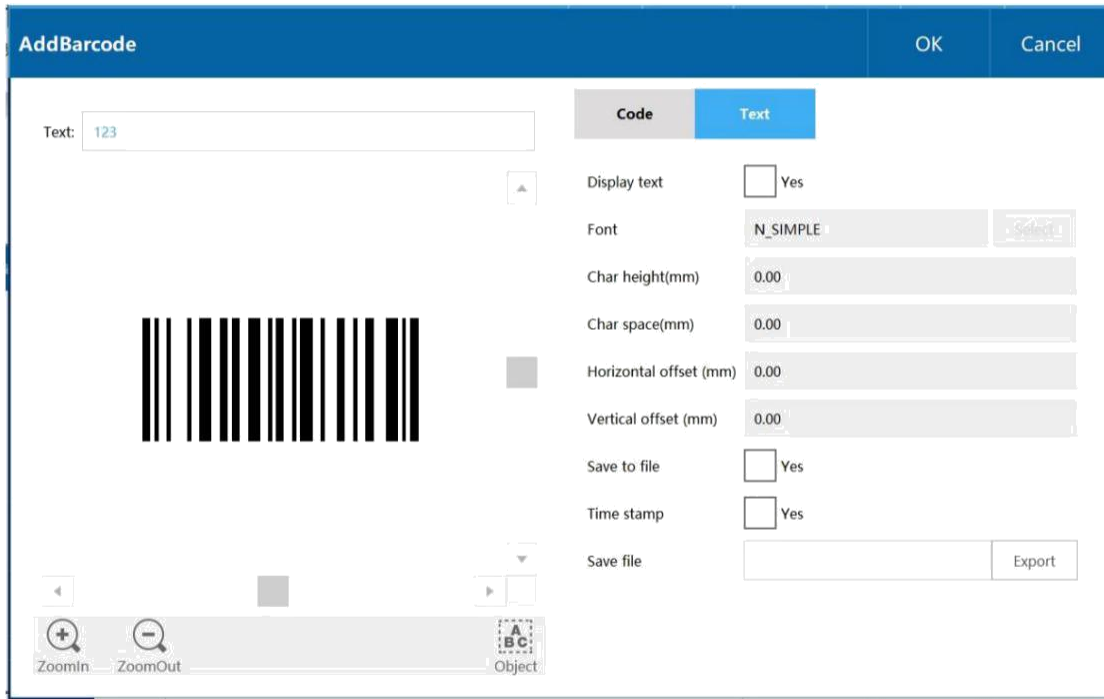 AddBarcode
OK
Cancel
Text: 123
Code
Text
Display text Yes
Font N_SIMPLE Select
Char height(mm) 0.00
Char space(mm) 0.00
Horizontal offset (mm) 0.00
Vertical offset (mm) 0.00
Save to file Yes
Time stamp Yes
Save file Export
ZoomIn
ZoomOut
ABC
Object